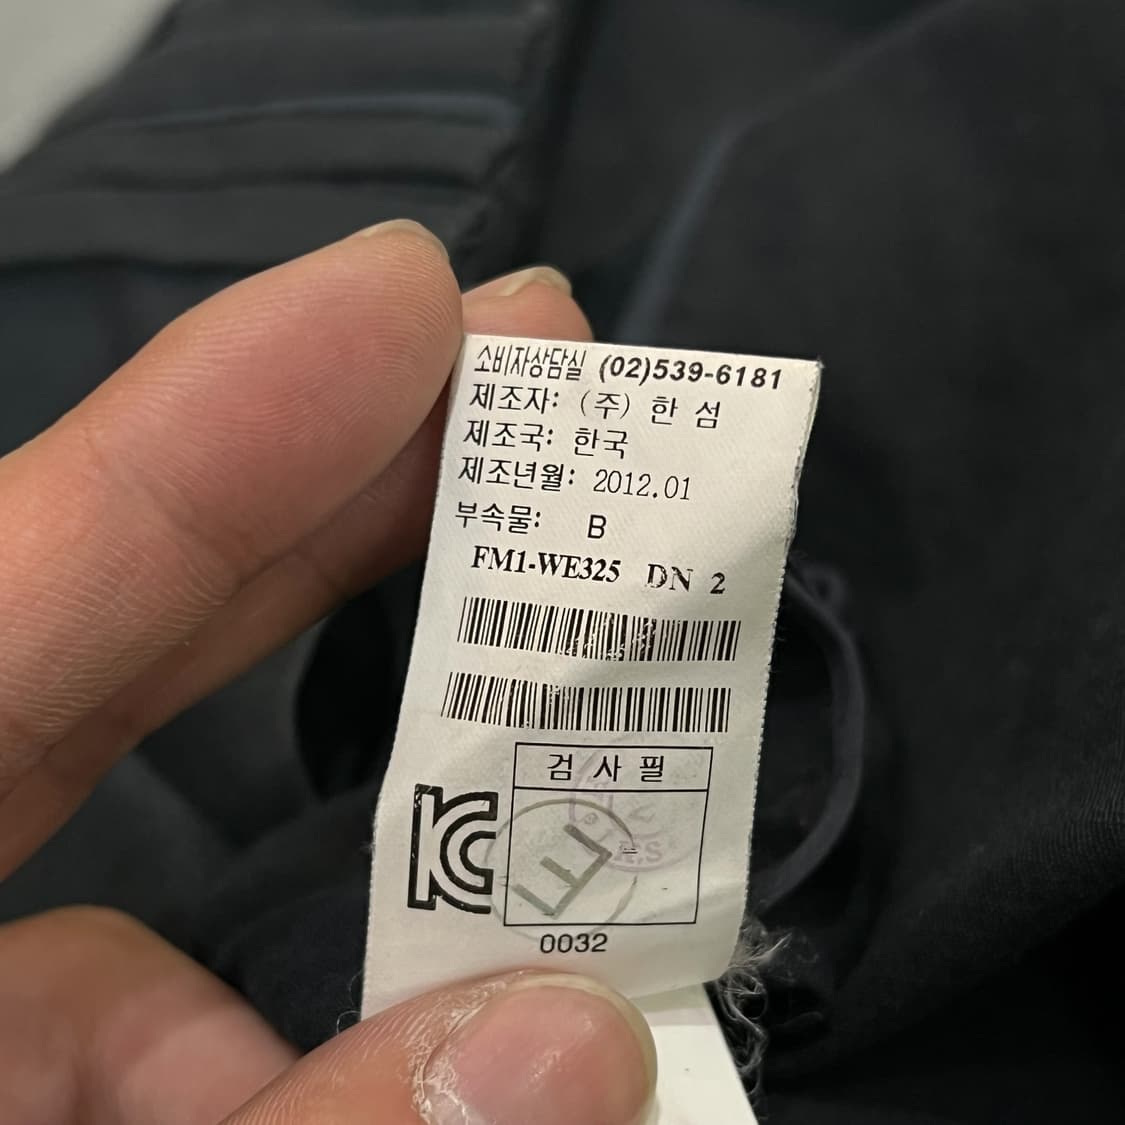 소비자상담실 (02)539-6181
제조자: (주) 한 섬
제조국: 한국
제조년월: 2012.01
부속물: B
FM1-WE325 DN 2
검 사 필
KC
R.S
0032